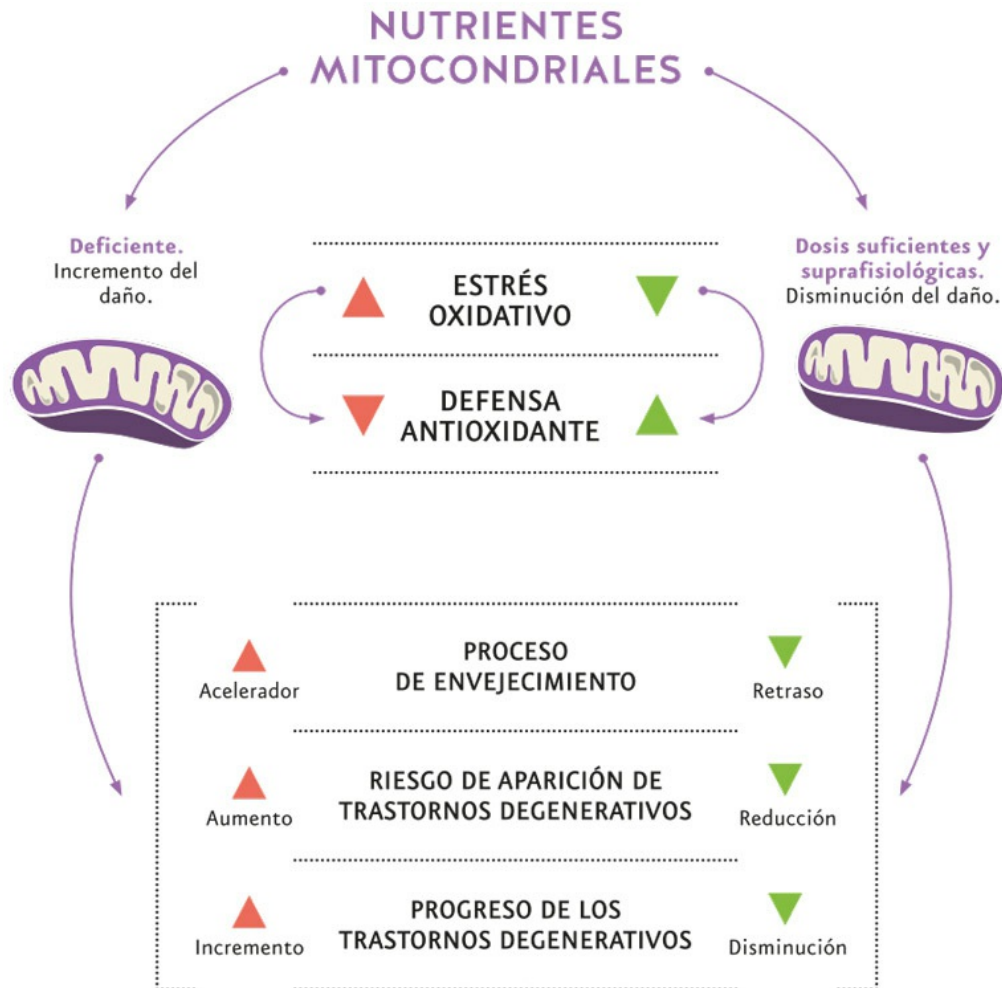 NUTRIENTES
MITOCONDRIALES
Deficiente.
Incremento del
daño.
ESTRÉS
OXIDATIVO
DEFENSA
ANTIOXIDANTE
Dosis suficientes y
suprafisiológicas.
Disminución del daño.
Acelerador
PROCESO
DE ENVEJECIMIENTO
Retraso
Aumento
RIESGO DE APARICIÓN DE
TRASTORNOS DEGENERATIVOS
Reducción
Incremento
PROGRESO DE LOS
TRASTORNOS DEGENERATIVOS
Disminución